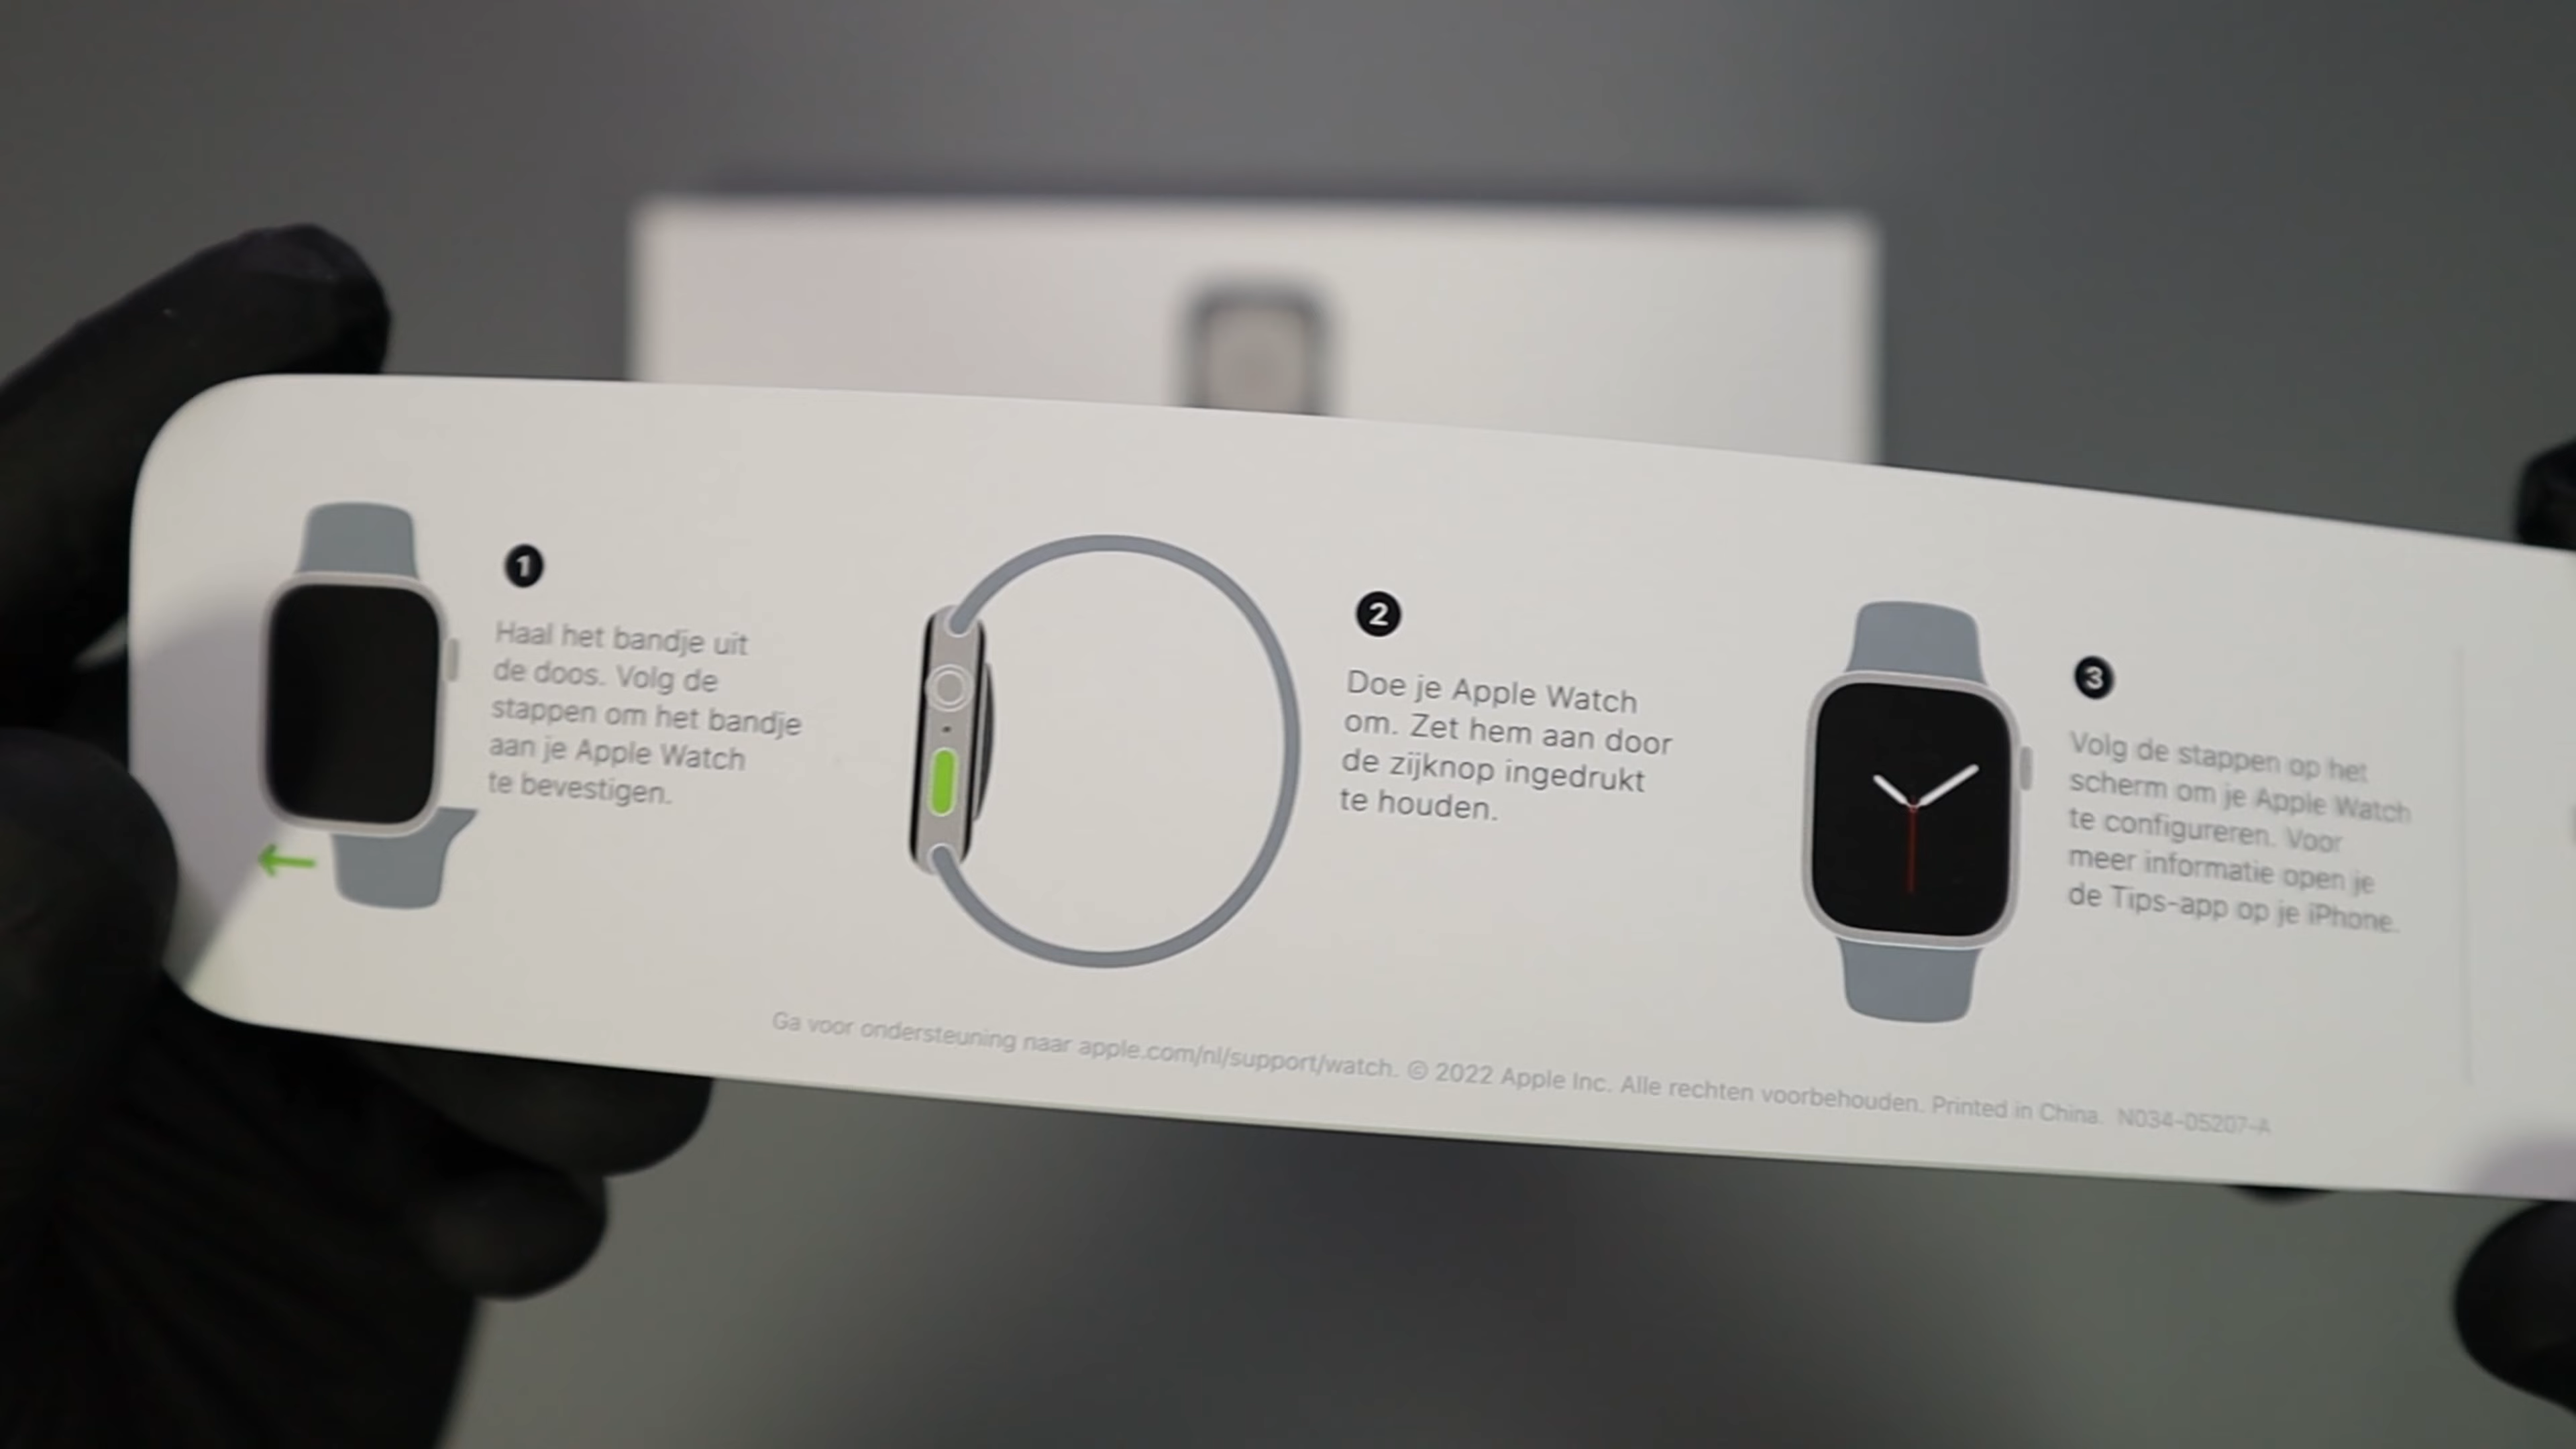 1
Haal het bandje uit
de doos. Volg de
stappen om het bandje
aan je Apple Watch
te bevestigen.
2
Doe je Apple Watch
om. Zet hem aan door
de zijknop ingedrukt
te houden.
3
Volg de stappen op het
scherm om je Apple Watch
te configureren. Voor
meer informatie open je
de Tips-app op je iPhone.
Ga voor ondersteuning naar apple.com/nl/support/watch. © 2022 Apple Inc. Alle rechten voorbehouden. Printed in China. N034-05207-A